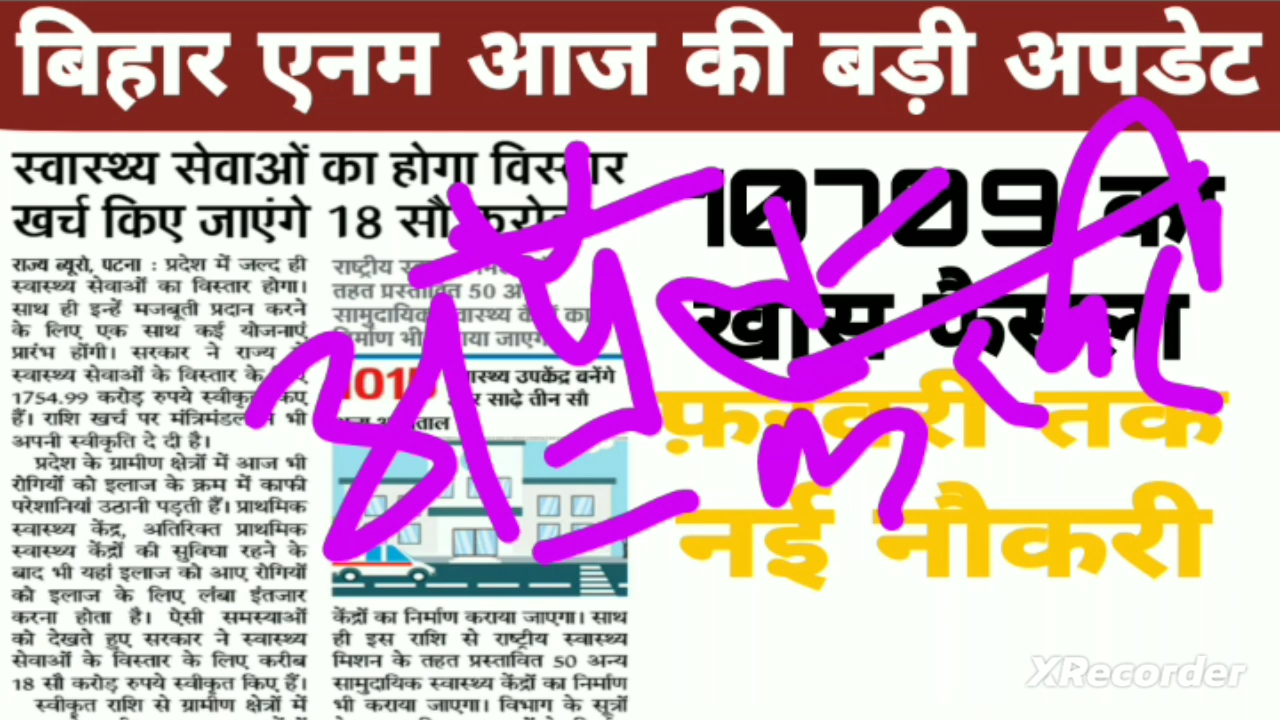 बिहार एनम आज की बड़ी अपडेट
स्वास्थ्य सेवाओं का होगा विस्तार
खर्च किए जाएंगे 18 सौ करोड़
राज्य ब्यूरो, पटना : प्रदेश में जल्द ही
स्वास्थ्य सेवाओं का विस्तार होगा।
साथ ही इन्हें मजबूती प्रदान करने
के लिए एक साथ कई योजनाएं
प्रारंभ होंगी। सरकार ने राज्य
स्वास्थ्य सेवाओं के विस्तार के
1754.99 करोड़ रुपये स्वीकृत किए
हैं। राशि खर्च पर मंत्रिमंडल ने भी
अपनी स्वीकृति दे दी है।
प्रदेश के ग्रामीण क्षेत्रों में आज भी
रोगियों को इलाज के क्रम में काफी
परेशानियां उठानी पड़ती हैं। प्राथमिक
स्वास्थ्य केंद्र, अतिरिक्त प्राथमिक
स्वास्थ्य केंद्रों की सुविधा रहने के
बाद भी यहां इलाज को आए रोगियों
को इलाज के लिए लंबा इंतजार
करना होता है। ऐसी समस्याओं
को देखते हुए सरकार ने स्वास्थ्य
सेवाओं के विस्तार के लिए करीब
18 सौ करोड़ रुपये स्वीकृत किए हैं।
स्वीकृत राशि से ग्रामीण क्षेत्रों में
राष्ट्रीय
तहत प्रस्तावित 50
सामुदायिक स्वास्थ्य का
निर्माण भी जाएगा
स्वास्थ्य उपकेंद्र बनेंगे
साढ़े तीन सौ
केंद्रों का निर्माण कराया जाएगा। साथ
ही इस राशि से राष्ट्रीय स्वास्थ्य
मिशन के तहत प्रस्तावित 50 अन्य
सामुदायिक स्वास्थ्य केंद्रों का निर्माण
भी कराया जाएगा। विभाग के सूत्रों
10709 का
खास फैसला
फ़रवरी तक
नई नौकरी
XRecorder